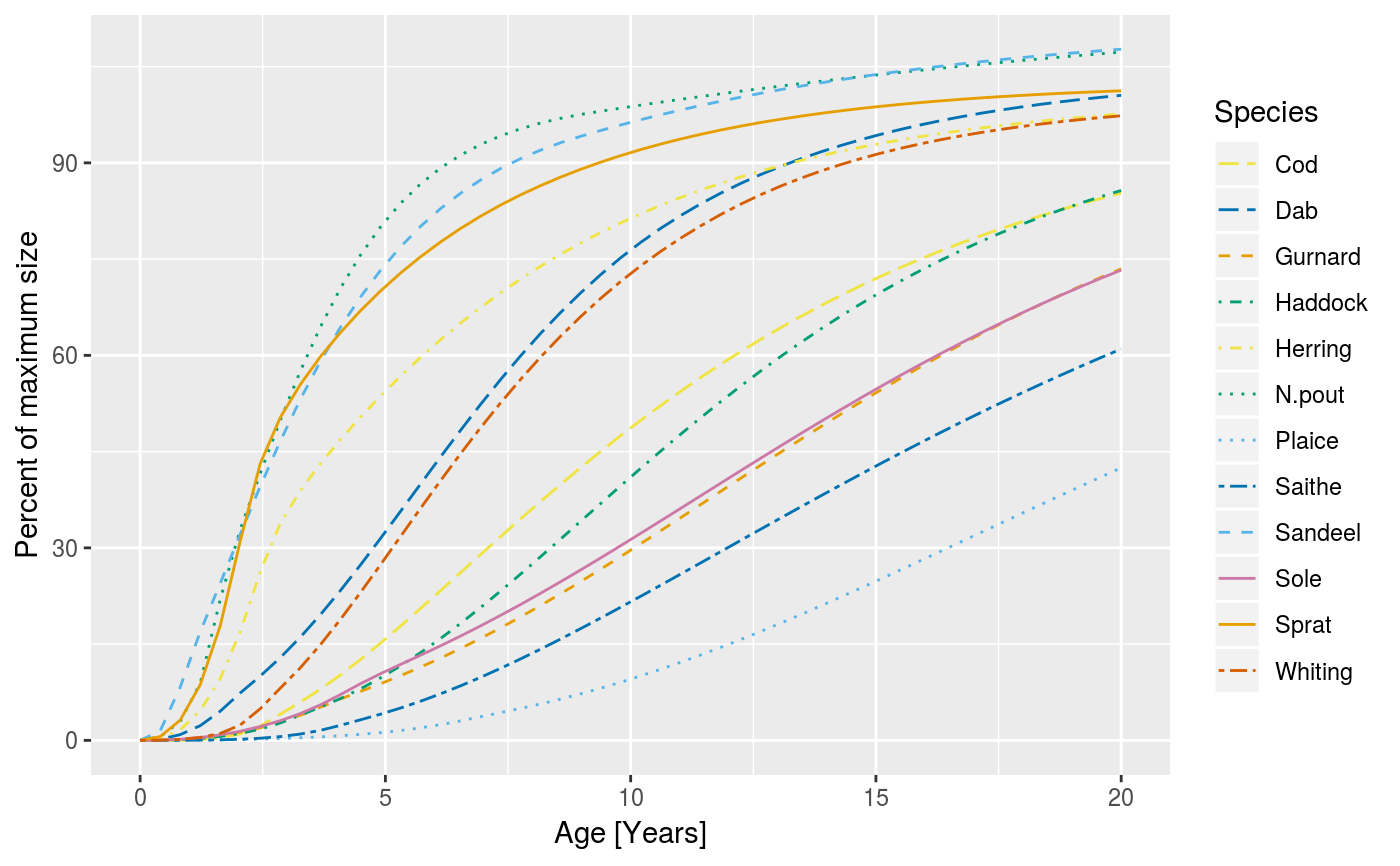 90
60
30
0
Percent of maximum size
0 5 10 15 20
Age [Years]
Species
Cod
Dab
Gurnard
Haddock
Herring
N.pout
Plaice
Saithe
Sandeel
Sole
Sprat
Whiting